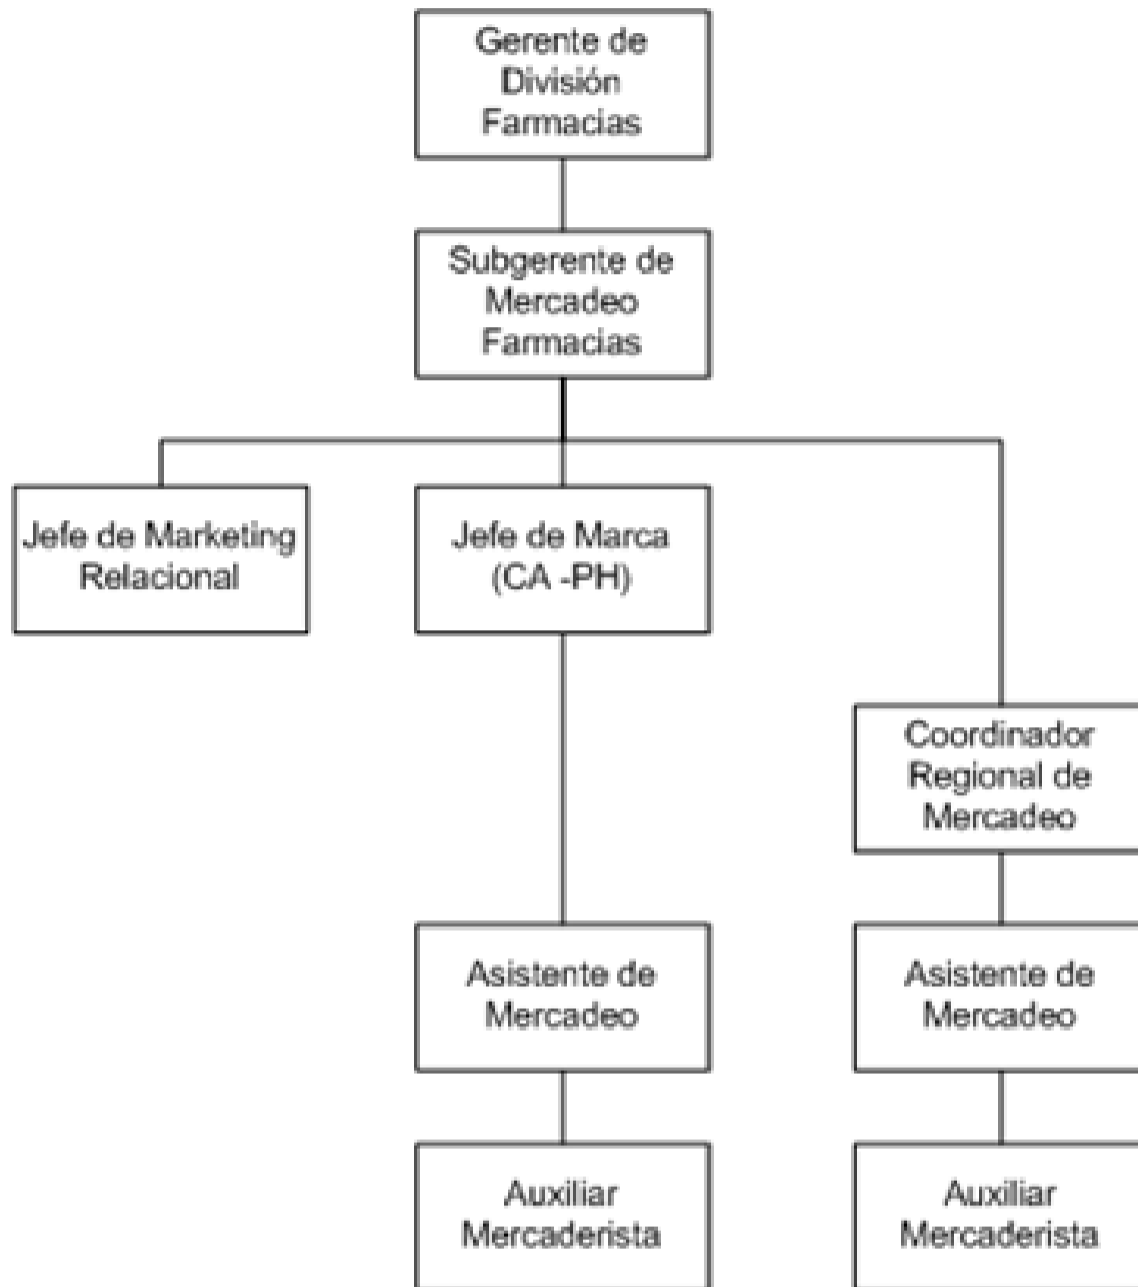 Gerente de
División
Farmacias
Subgerente de
Mercadeo
Farmacias
Jefe de Marketing
Relacional
Jefe de Marca
(CA -PH)
Coordinador
Regional de
Mercadeo
Asistente de
Mercadeo
Asistente de
Mercadeo
Auxiliar
Mercaderista
Auxiliar
Mercaderista